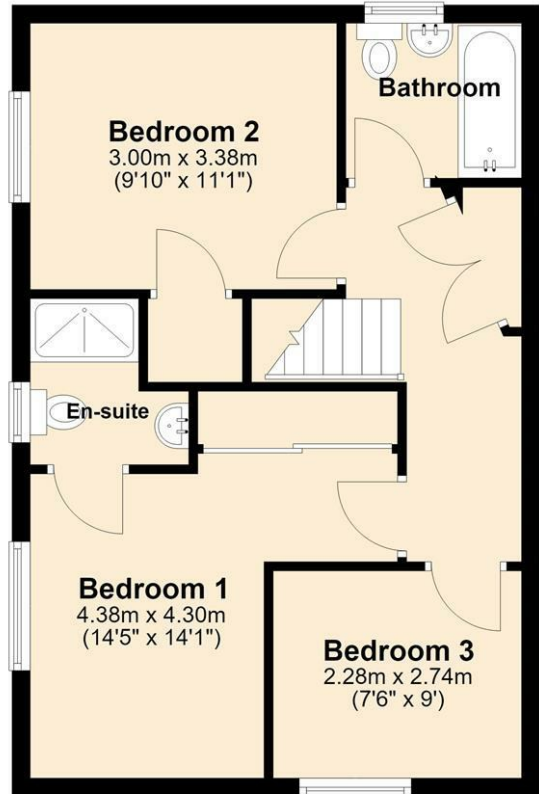 Bathroom
Bedroom 2
3.00m x 3.38m
(9'10" x 11'1")
En-suite
Bedroom 1
4.38m x 4.30m
(14'5" x 14'1")
Bedroom 3
2.28m x 2.74m
(7'6" x 9')